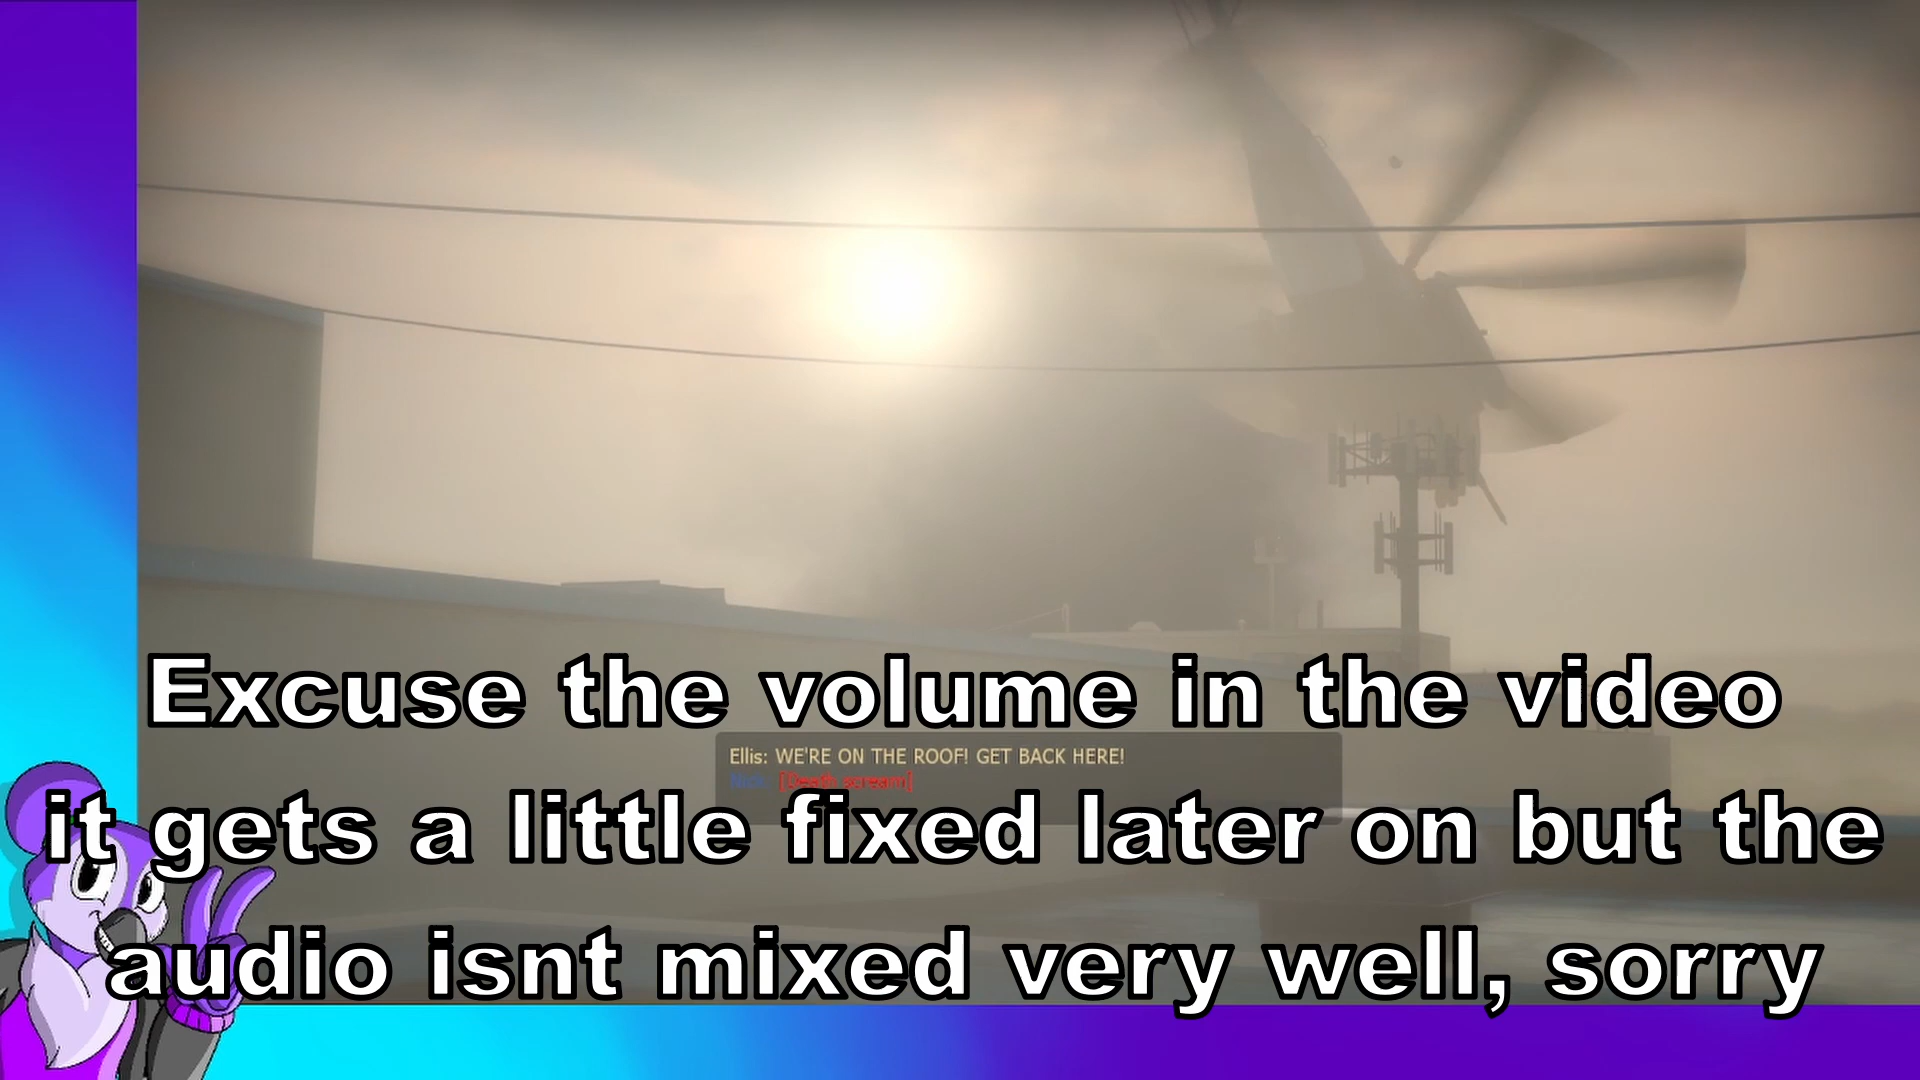 Excuse the volume in the video
Ellis: WE'RE ON THE ROOF! GET BACK HERE!
Nick: [Death scream]
it gets a little fixed later on but the
audio isnt mixed very well, sorry